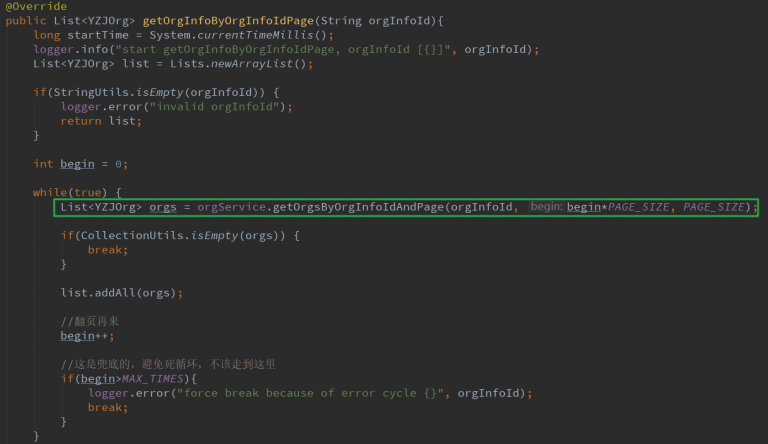 @Override
public List<YZJOrg> getOrgInfoByOrgInfoIdPage(String orgInfoId){
long startTime = System.currentTimeMillis();
logger.info("start getOrgInfoByOrgInfoIdPage, orgInfoId [{}]", orgInfoId);
List<YZJOrg> list = Lists.newArrayList();
if(StringUtils.isEmpty(orgInfoId)) {
logger.error("invalid orgInfoId");
return list;
}
int begin = 0;
while(true) {
List<YZJOrg> orgs = orgService.getOrgsByOrgInfoIdAndPage(orgInfoId, begin: begin*PAGE_SIZE, PAGE_SIZE);
if(CollectionUtils.isEmpty(orgs)) {
break;
}
list.addAll(orgs);
//翻页再来
begin++;
//这是兜底的，避免死循环，不该走到这里
if(begin>MAX_TIMES){
logger.error("force break because of error cycle {}", orgInfoId);
break;
}
}